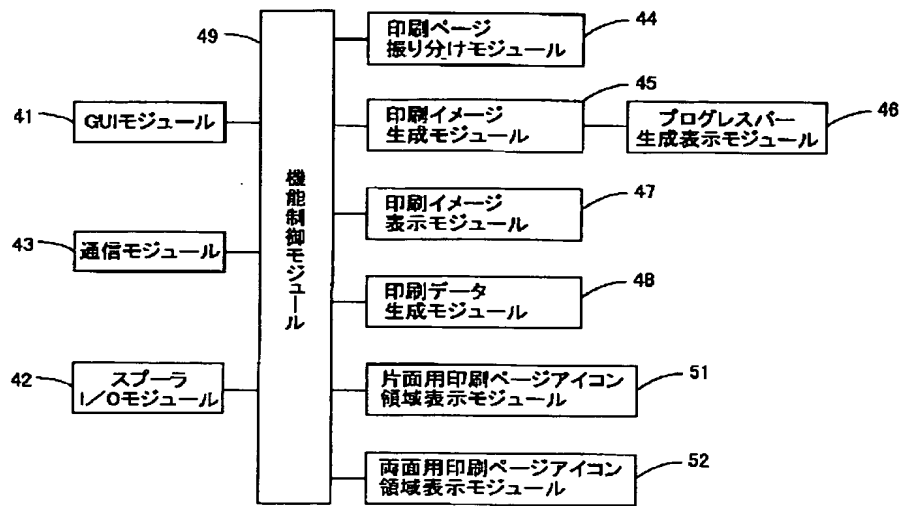 49
印刷ページ
振り分けモジュール
44
41
GUIモジュール
印刷イメージ
生成モジュール
45
プログレスバー
生成表示モジュール
46
機能制御モジュール
印刷イメージ
表示モジュール
47
43
通信モジュール
印刷データ
生成モジュール
48
42
スプーラ
I/Oモジュール
片面用印刷ページアイコン
領域表示モジュール
51
両面用印刷ページアイコン
領域表示モジュール
52